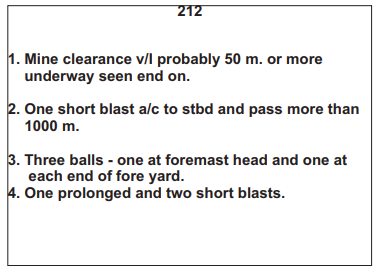 212
1. Mine clearance v/l probably 50 m. or more
underway seen end on.
2. One short blast a/c to stbd and pass more than
1000 m.
3. Three balls - one at foremast head and one at
each end of fore yard.
4. One prolonged and two short blasts.